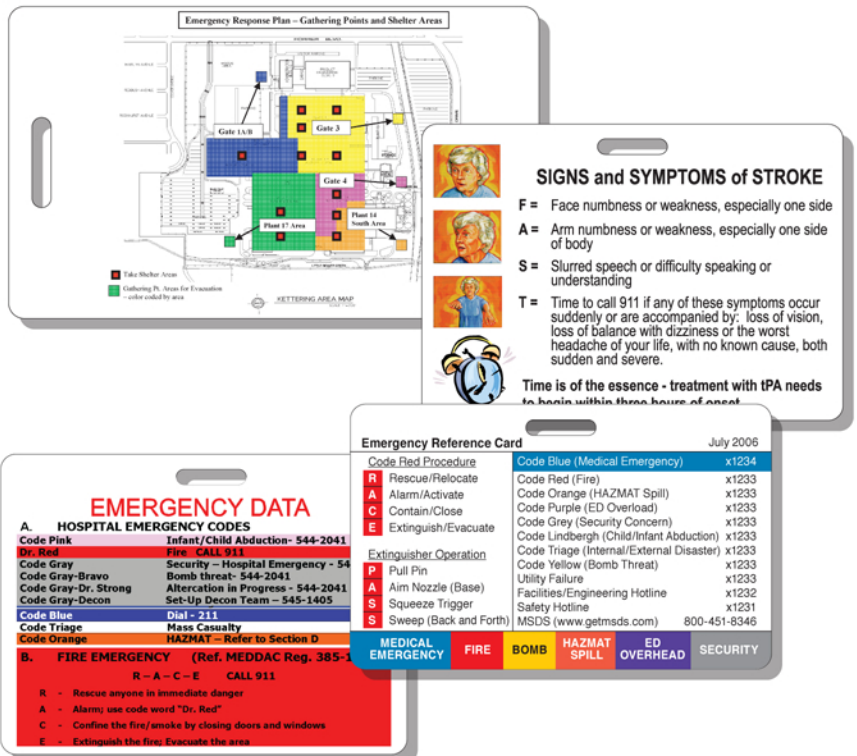 Emergency Response Plan – Gathering Points and Shelter Areas
Gate 1A/B
Gate 3
Gate 4
Plant 17 Area
Plant 14
South Area
Take Shelter Areas
Gathering Pt. Areas for Evacuation
– color coded by area
KETTERING AREA MAP
SIGNS and SYMPTOMS of STROKE
F = Face numbness or weakness, especially one side
A = Arm numbness or weakness, especially one side
of body
S = Slurred speech or difficulty speaking or
understanding
T = Time to call 911 if any of these symptoms occur
suddenly or are accompanied by: loss of vision,
loss of balance with dizziness or the worst
headache of your life, with no known cause, both
sudden and severe.
Time is of the essence - treatment with tPA needs
to begin within three hours of onset
Emergency Reference Card July 2006
Code Red Procedure
R Rescue/Relocate
A Alarm/Activate
C Contain/Close
E Extinguish/Evacuate
Extinguisher Operation
P Pull Pin
A Aim Nozzle (Base)
S Squeeze Trigger
S Sweep (Back and Forth)
Code Blue (Medical Emergency) x1234
Code Red (Fire) x1233
Code Orange (HAZMAT Spill) x1233
Code Purple (ED Overload) x1233
Code Grey (Security Concern) x1233
Code Lindbergh (Child/Infant Abduction) x1233
Code Triage (Internal/External Disaster) x1233
Code Yellow (Bomb Threat) x1233
Utility Failure x1233
Facilities/Engineering Hotline x1232
Safety Hotline x1231
MSDS (www.getmsds.com) 800-451-8346
MEDICAL
EMERGENCY
FIRE
BOMB
HAZMAT
SPILL
ED
OVERHEAD
SECURITY
EMERGENCY DATA
A. HOSPITAL EMERGENCY CODES
Code Pink Infant/Child Abduction- 544-2041
Dr. Red Fire CALL 911
Code Gray Security – Hospital Emergency - 54
Code Gray-Bravo Bomb threat- 544-2041
Code Gray-Dr. Strong Altercation in Progress - 544-2041
Code Gray-Decon Set-Up Decon Team – 545-1405
Code Blue Dial - 211
Code Triage Mass Casualty
Code Orange HAZMAT – Refer to Section D
B. FIRE EMERGENCY (Ref. MEDDAC Reg. 385-1
R – A – C – E CALL 911
R - Rescue anyone in immediate danger
A - Alarm; use code word "Dr. Red"
C - Confine the fire/smoke by closing doors and windows
E - Extinguish the fire; Evacuate the area